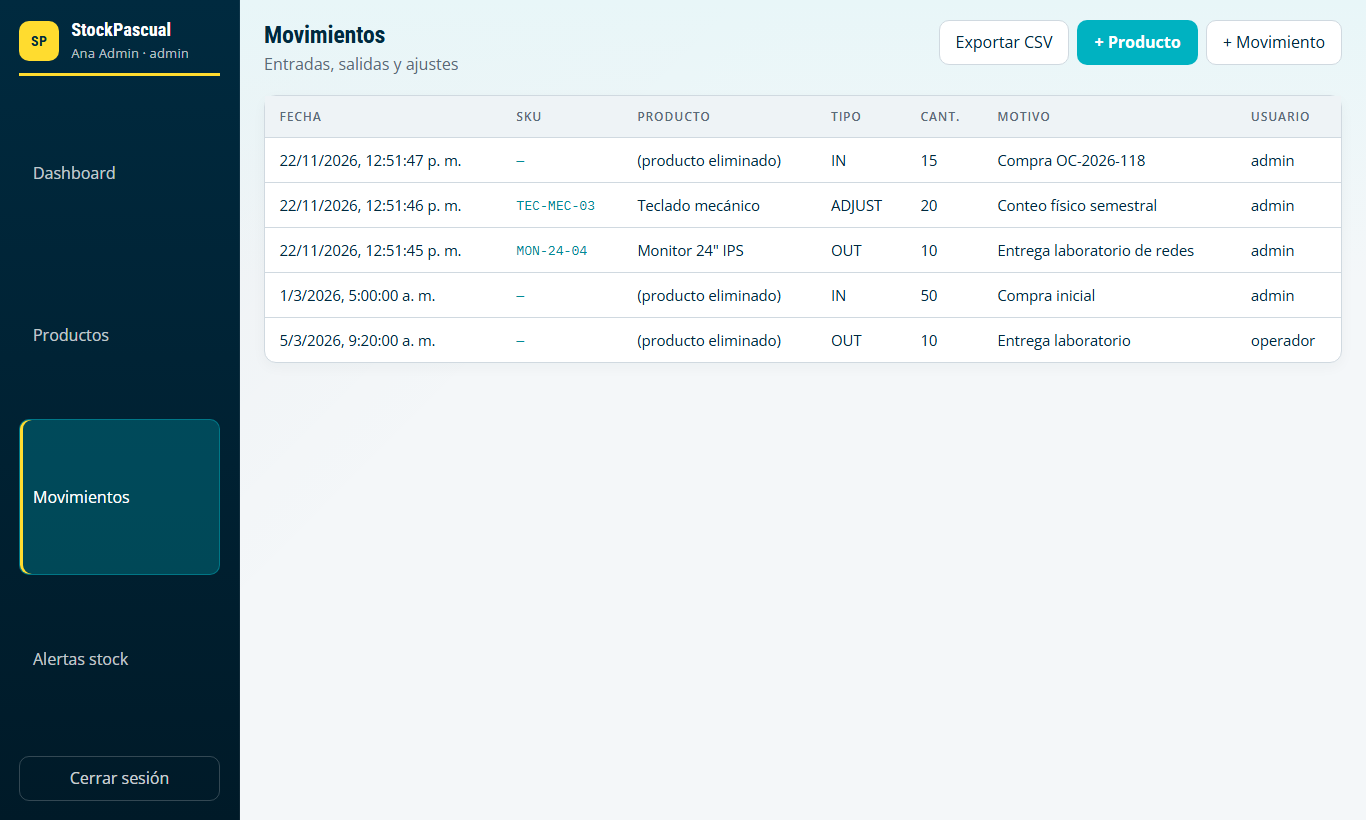 SP
StockPascual
Ana Admin · admin
Dashboard
Productos
Movimientos
Alertas stock
Cerrar sesión
Movimientos
Entradas, salidas y ajustes
Exportar CSV
+ Producto
+ Movimiento
FECHA SKU PRODUCTO TIPO CANT. MOTIVO USUARIO
22/11/2026, 12:51:47 p. m. — (producto eliminado) IN 15 Compra OC-2026-118 admin
22/11/2026, 12:51:46 p. m. TEC-MEC-03 Teclado mecánico ADJUST 20 Conteo físico semestral admin
22/11/2026, 12:51:45 p. m. MON-24-04 Monitor 24" IPS OUT 10 Entrega laboratorio de redes admin
1/3/2026, 5:00:00 a. m. — (producto eliminado) IN 50 Compra inicial admin
5/3/2026, 9:20:00 a. m. — (producto eliminado) OUT 10 Entrega laboratorio operador